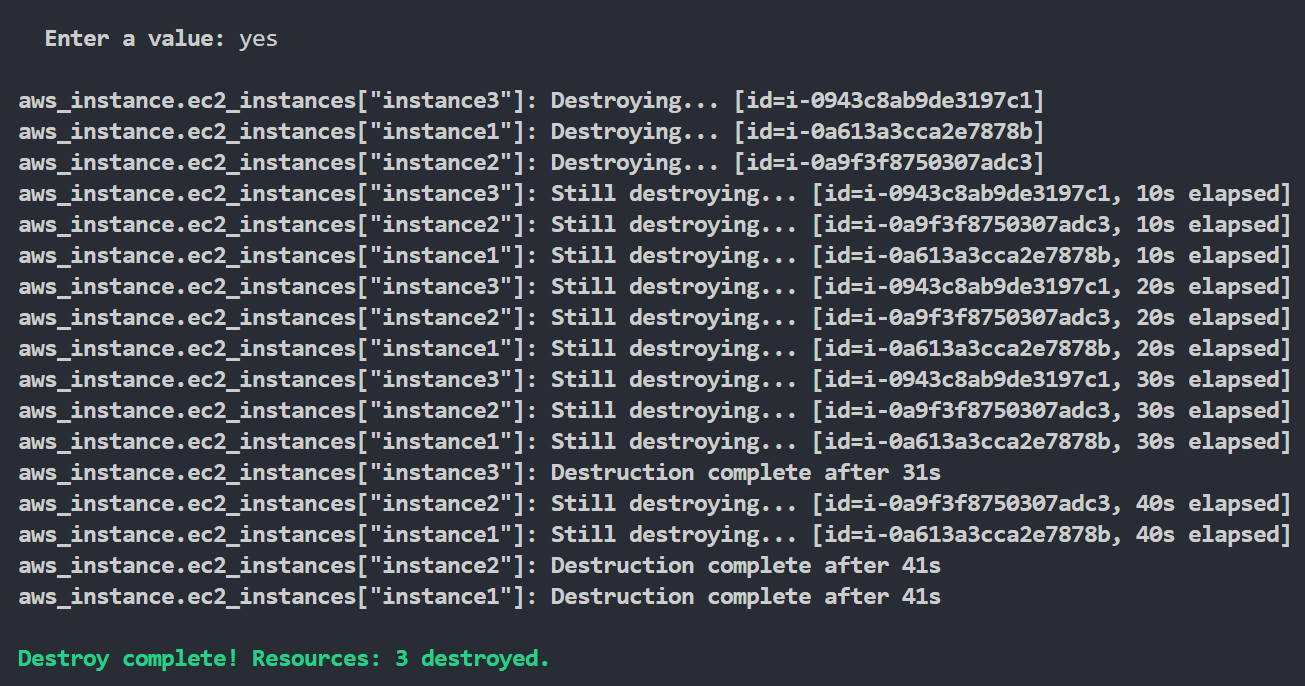 Enter a value: yes
aws_instance.ec2_instances["instance3"]: Destroying... [id=i-0943c8ab9de3197c1]
aws_instance.ec2_instances["instance1"]: Destroying... [id=i-0a613a3cca2e7878b]
aws_instance.ec2_instances["instance2"]: Destroying... [id=i-0a9f3f8750307adc3]
aws_instance.ec2_instances["instance3"]: Still destroying... [id=i-0943c8ab9de3197c1, 10s elapsed]
aws_instance.ec2_instances["instance2"]: Still destroying... [id=i-0a9f3f8750307adc3, 10s elapsed]
aws_instance.ec2_instances["instance1"]: Still destroying... [id=i-0a613a3cca2e7878b, 10s elapsed]
aws_instance.ec2_instances["instance3"]: Still destroying... [id=i-0943c8ab9de3197c1, 20s elapsed]
aws_instance.ec2_instances["instance2"]: Still destroying... [id=i-0a9f3f8750307adc3, 20s elapsed]
aws_instance.ec2_instances["instance1"]: Still destroying... [id=i-0a613a3cca2e7878b, 20s elapsed]
aws_instance.ec2_instances["instance3"]: Still destroying... [id=i-0943c8ab9de3197c1, 30s elapsed]
aws_instance.ec2_instances["instance2"]: Still destroying... [id=i-0a9f3f8750307adc3, 30s elapsed]
aws_instance.ec2_instances["instance1"]: Still destroying... [id=i-0a613a3cca2e7878b, 30s elapsed]
aws_instance.ec2_instances["instance3"]: Destruction complete after 31s
aws_instance.ec2_instances["instance2"]: Still destroying... [id=i-0a9f3f8750307adc3, 40s elapsed]
aws_instance.ec2_instances["instance1"]: Still destroying... [id=i-0a613a3cca2e7878b, 40s elapsed]
aws_instance.ec2_instances["instance2"]: Destruction complete after 41s
aws_instance.ec2_instances["instance1"]: Destruction complete after 41s
Destroy complete! Resources: 3 destroyed.